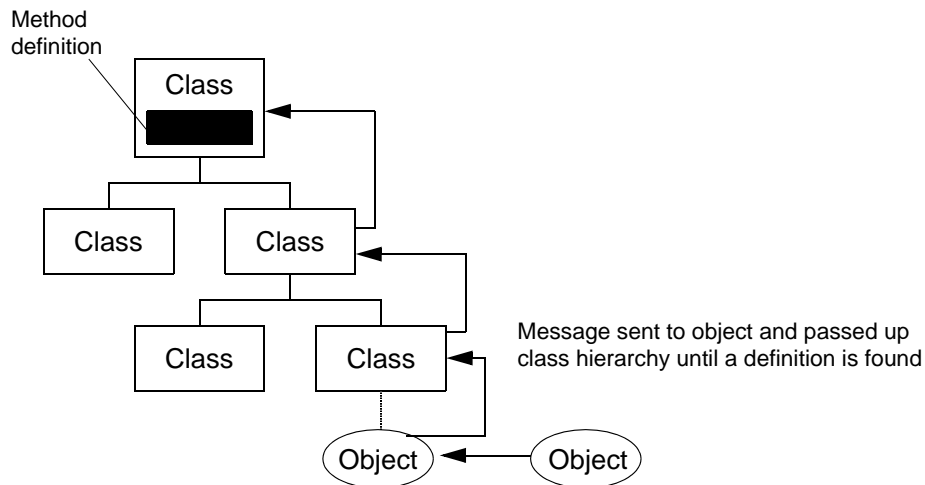 Method
definition
Class
Class
Class
Class
Class
Message sent to object and passed up
class hierarchy until a definition is found
Object
Object